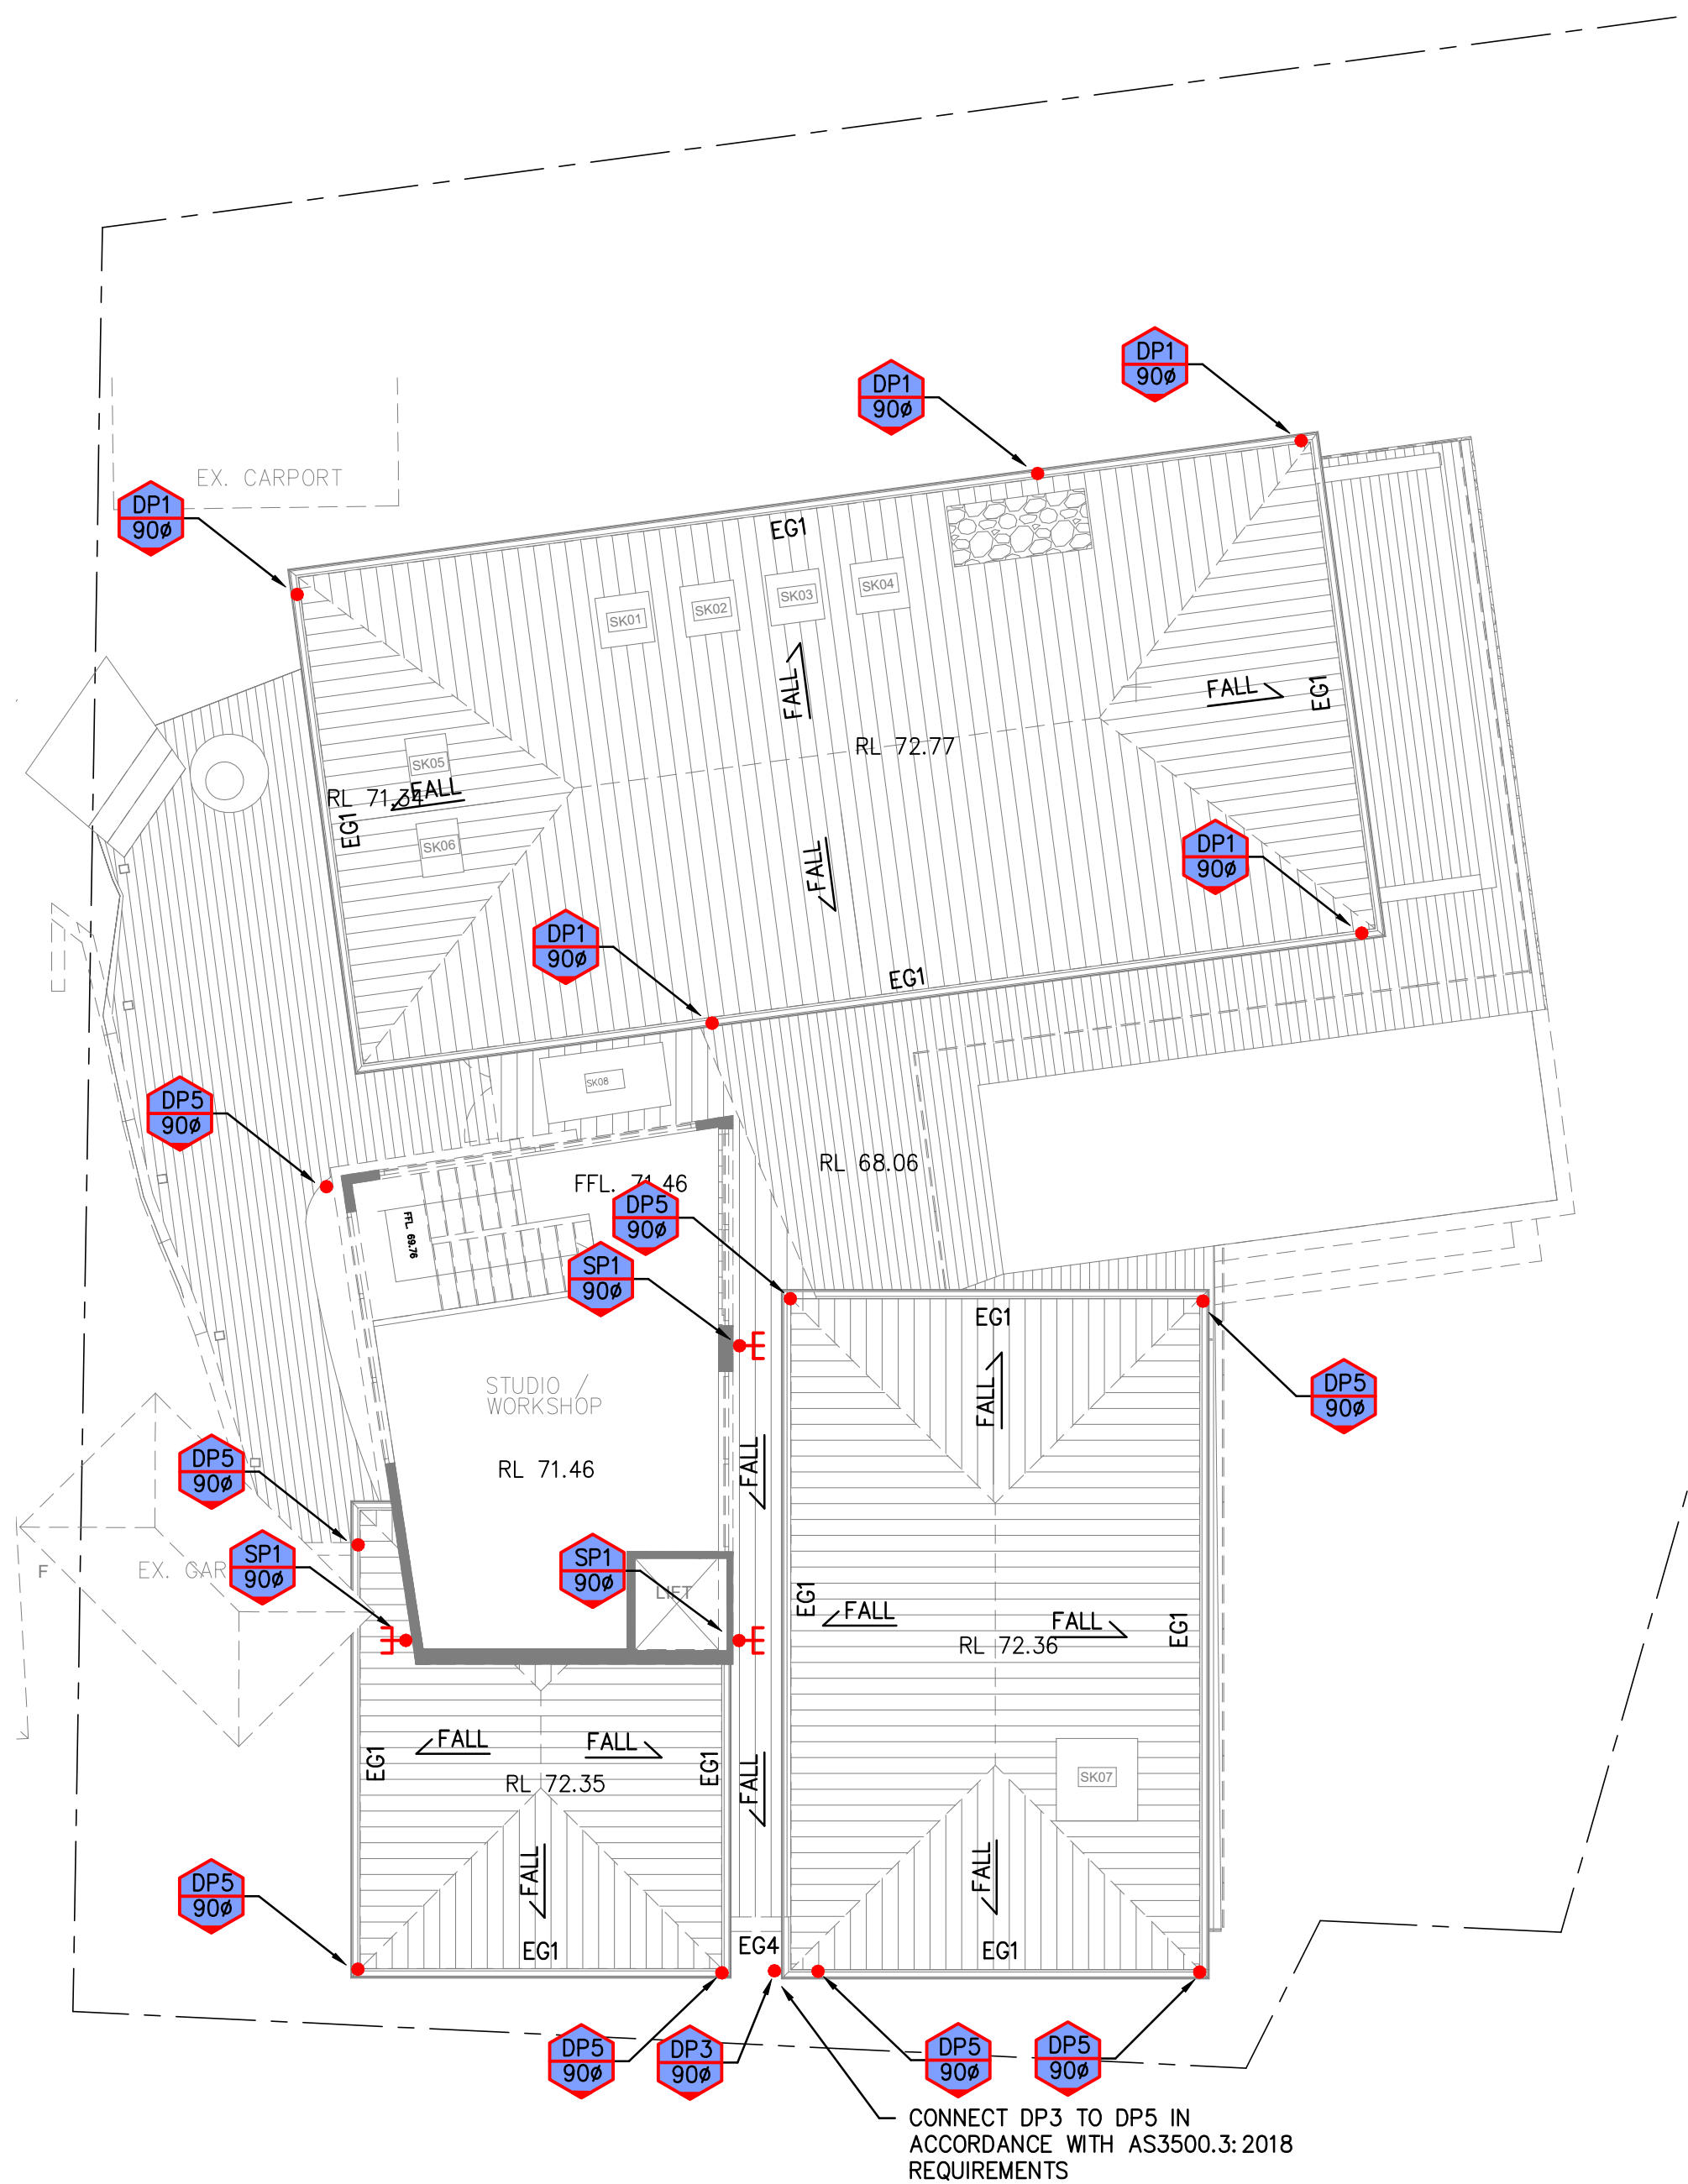 DP1
90ø
DP1
90ø
EX. CARPORT
DP1
90ø
EG1
SK04
SK03
SK02
SK01
FALL
FALL
EG1
RL 72.77
SK05
FALL
RL 71.34
EG1
SK06
FALL
DP1
90ø
DP1
90ø
EG1
SK08
DP5
90ø
RL 68.06
FFL. 71.46
DP5
90ø
FFL 69.76
SP1
90ø
EG1
STUDIO /
WORKSHOP
FALL
DP5
90ø
RL 71.46
FALL
DP5
90ø
SP1
90ø
EX. GAR
F
SP1
90ø
LIFT
EG1
FALL
FALL
EG1
RL 72.36
FALL
FALL
EG1
EG1
RL 72.35
FALL
SK07
FALL
FALL
DP5
90ø
EG1
EG4
EG1
DP5
90ø
DP3
90ø
DP5
90ø
DP5
90ø
CONNECT DP3 TO DP5 IN
ACCORDANCE WITH AS3500.3:2018
REQUIREMENTS